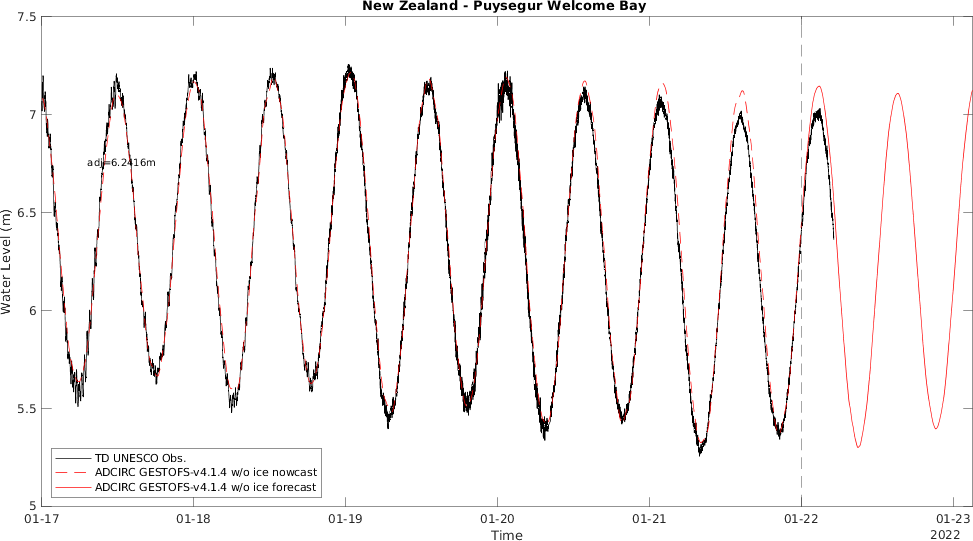 New Zealand - Puysegur Welcome Bay
7.5
7
6.5
6
5.5
5
Water Level (m)
adj=6.2416m
TD UNESCO Obs.
ADCIRC GESTOFS-v4.1.4 w/o ice nowcast
ADCIRC GESTOFS-v4.1.4 w/o ice forecast
01-17
01-18
01-19
01-20
01-21
01-22
01-23
Time
2022